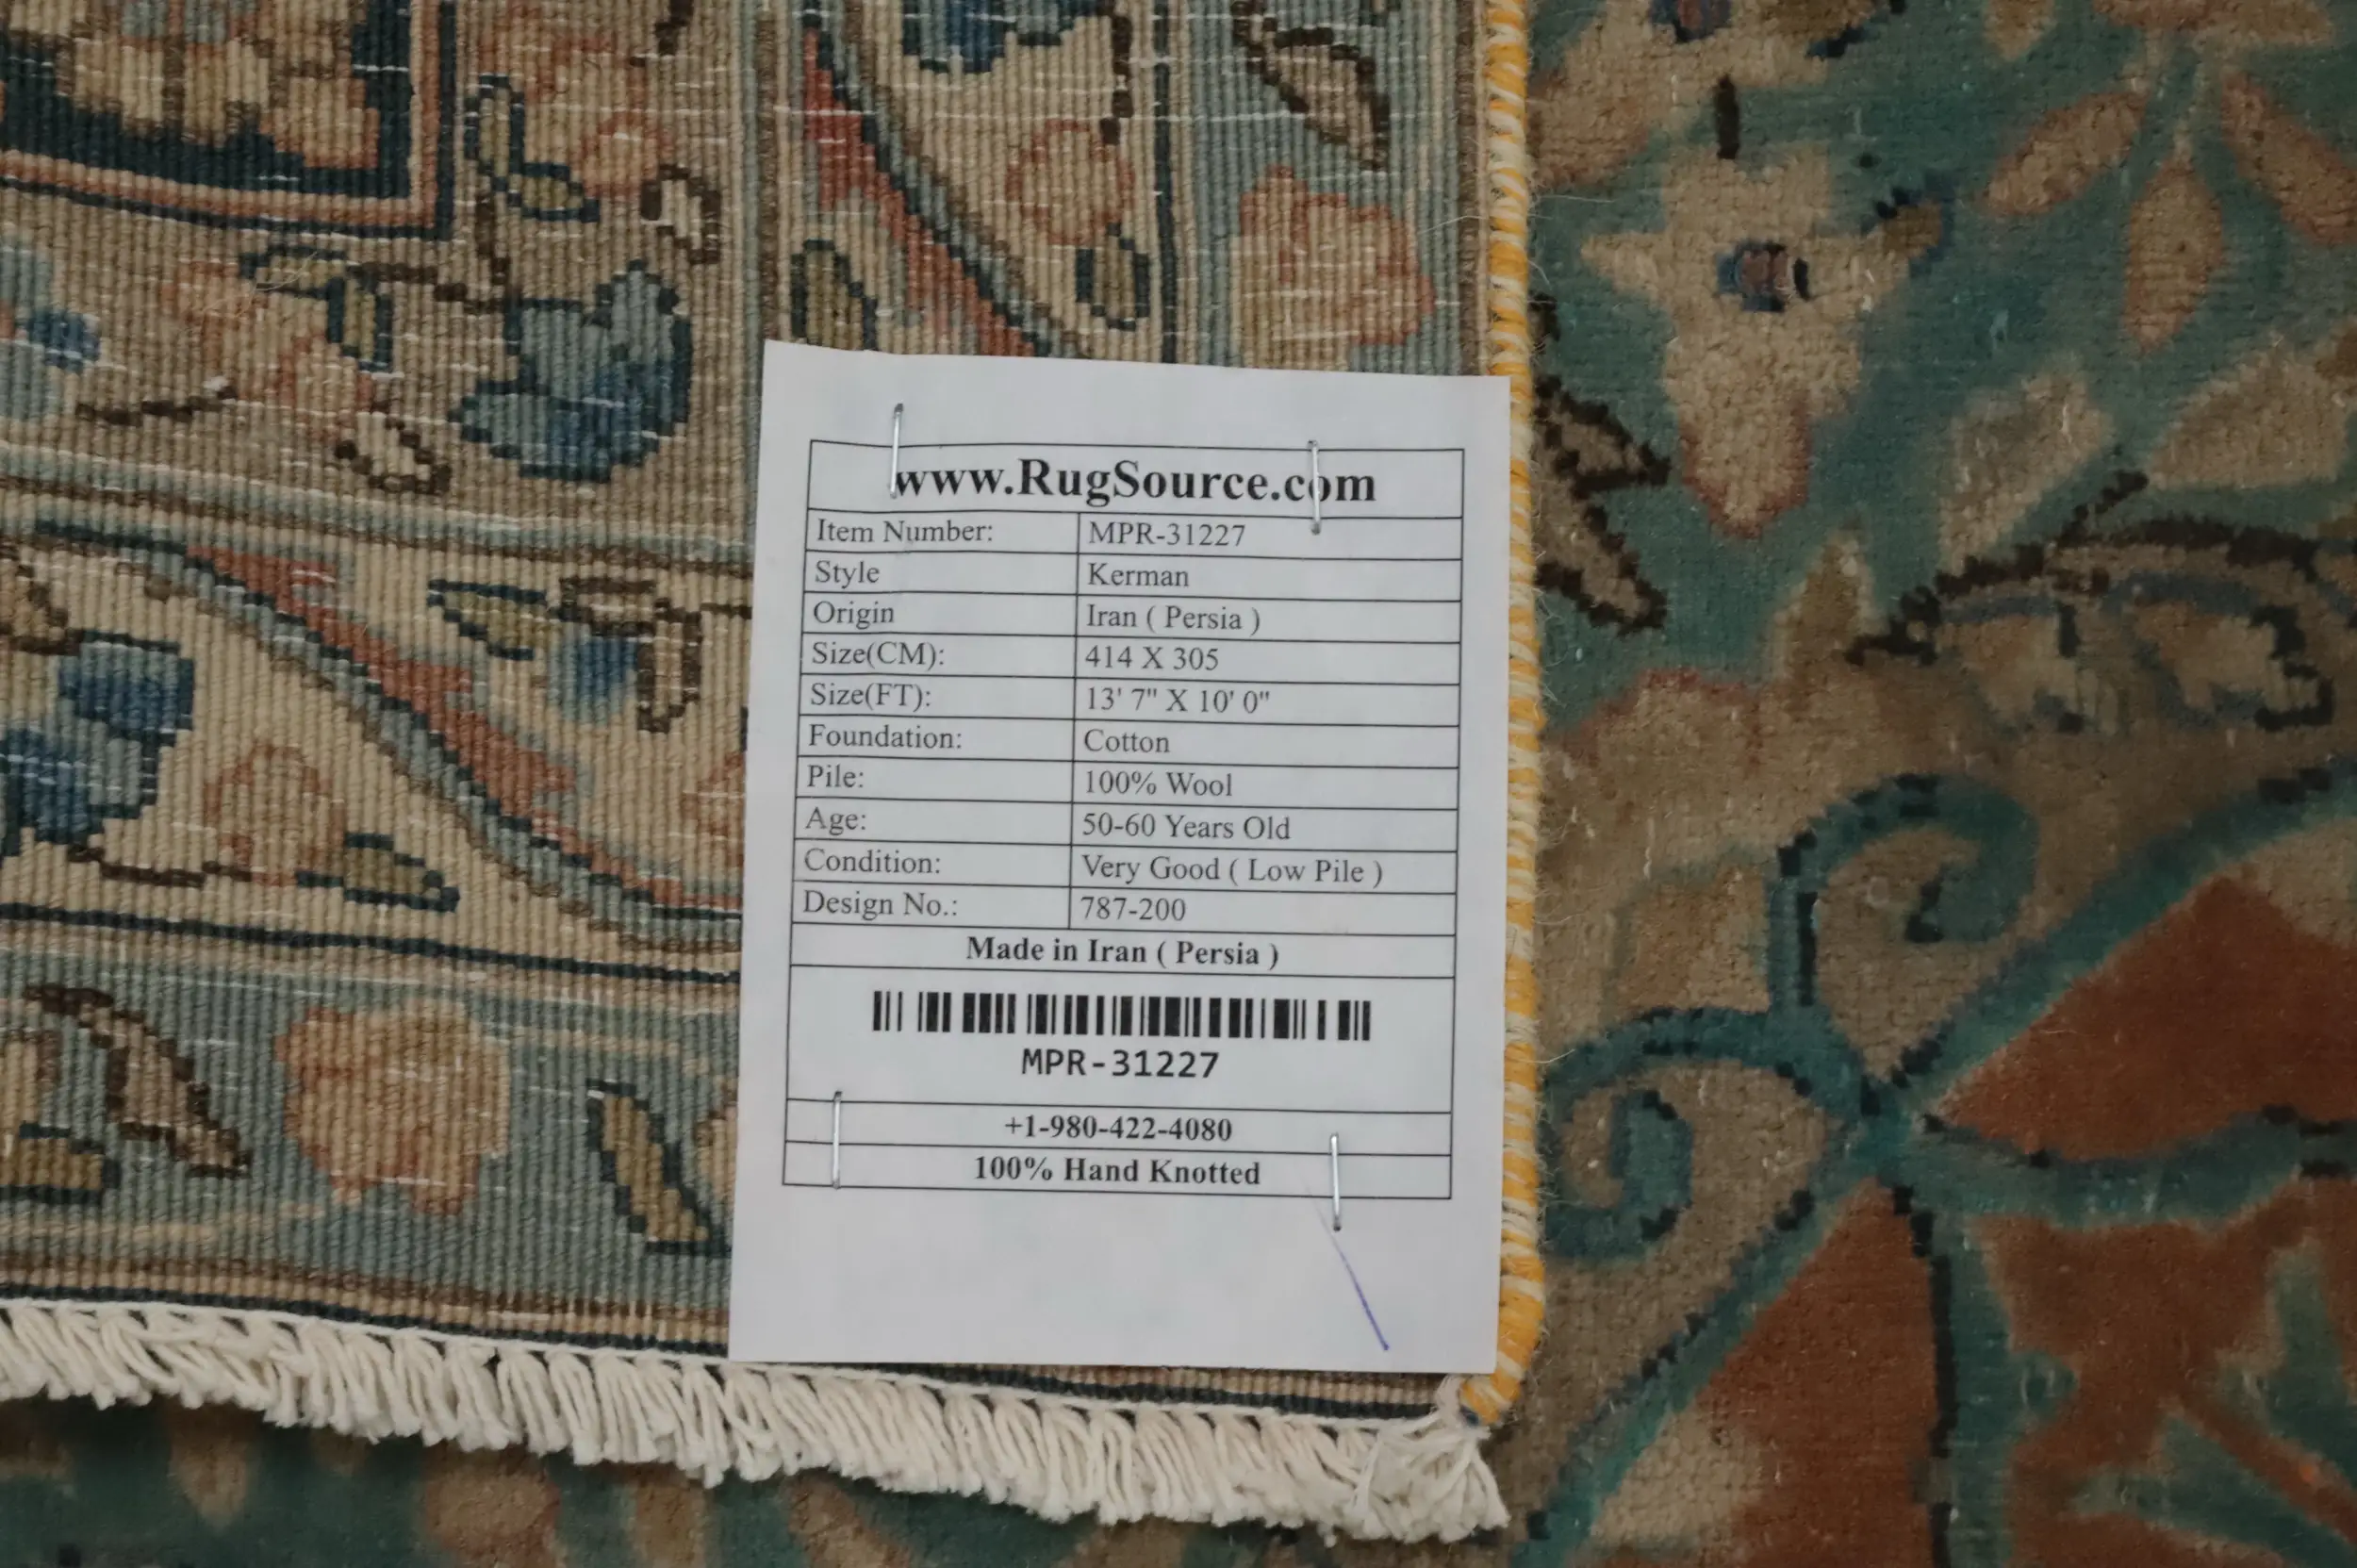 www.RugSource.com
Item Number: MPR-31227
Style Kerman
Origin Iran ( Persia )
Size(CM): 414 X 305
Size(FT): 13' 7" X 10' 0"
Foundation: Cotton
Pile: 100% Wool
Age: 50-60 Years Old
Condition: Very Good ( Low Pile )
Design No.: 787-200
Made in Iran ( Persia )
MPR-31227
+1-980-422-4080
100% Hand Knotted